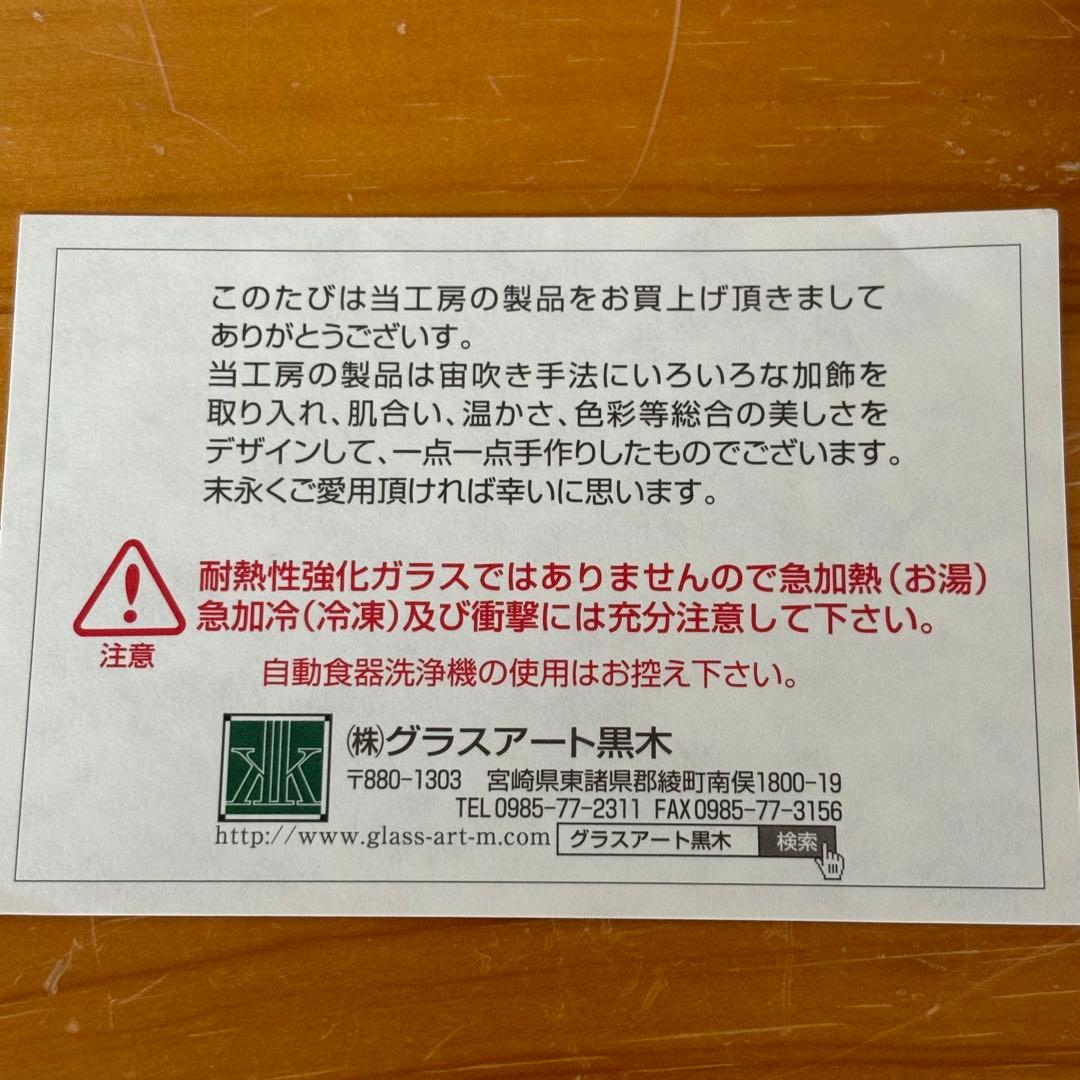 このたびは当工房の製品をお買上げ頂きまして
ありがとうございす。
当工房の製品は宙吹き手法にいろいろな加飾を
取り入れ、肌合い、温かさ、色彩等総合の美しさを
デザインして、一点一点手作りしたものでございます。
末永くご愛用頂ければ幸いに思います。
耐熱性強化ガラスではありませんので急加熱(お湯)
急加冷(冷凍)及び衝撃には充分注意して下さい。
注意
自動食器洗浄機の使用はお控え下さい。
㈱グラスアート黒木
〒880-1303 宮崎県東諸県郡綾町南俣1800-19
TEL 0985-77-2311 FAX 0985-77-3156
http://www.glass-art-m.com グラスアート黒木 検索